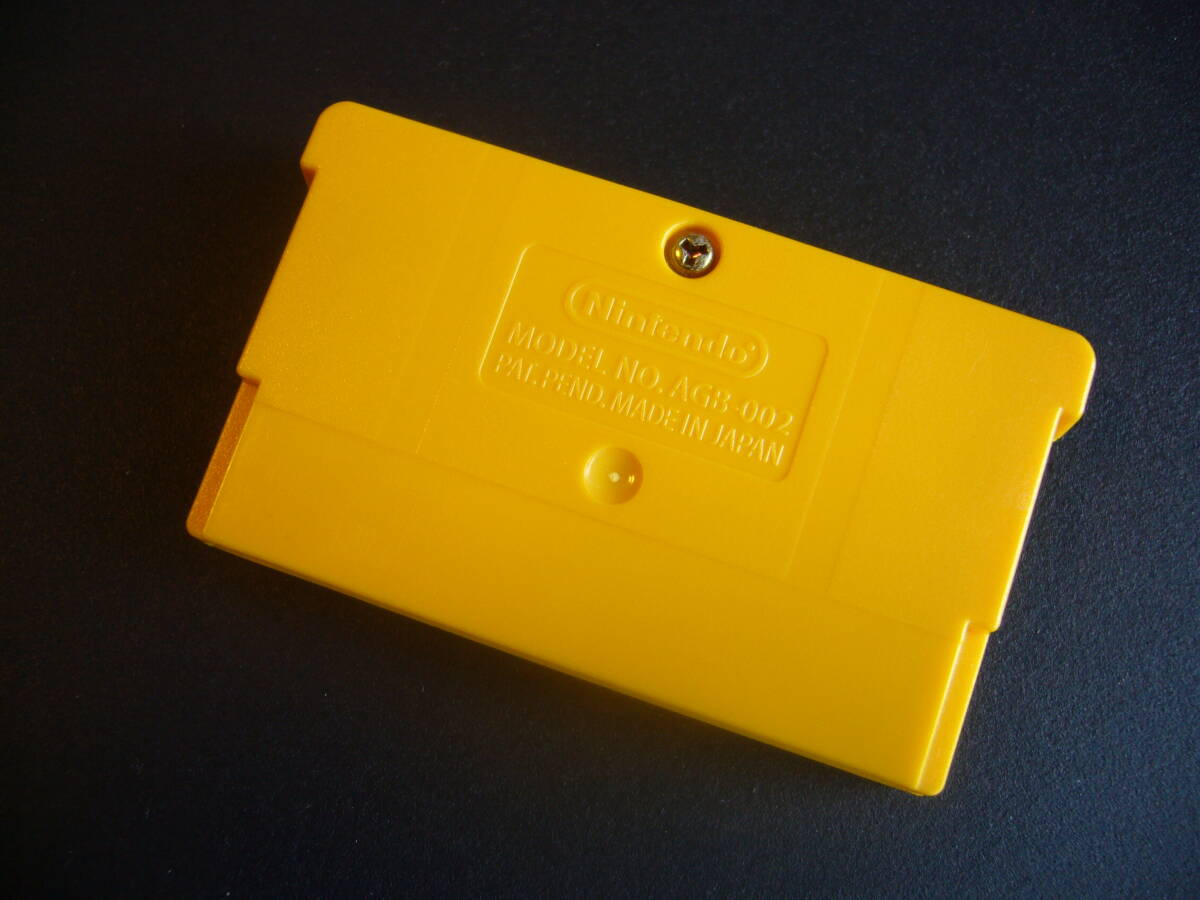 Nintendo®
MODEL NO. AGB-002
PAT. PEND. MADE IN JAPAN